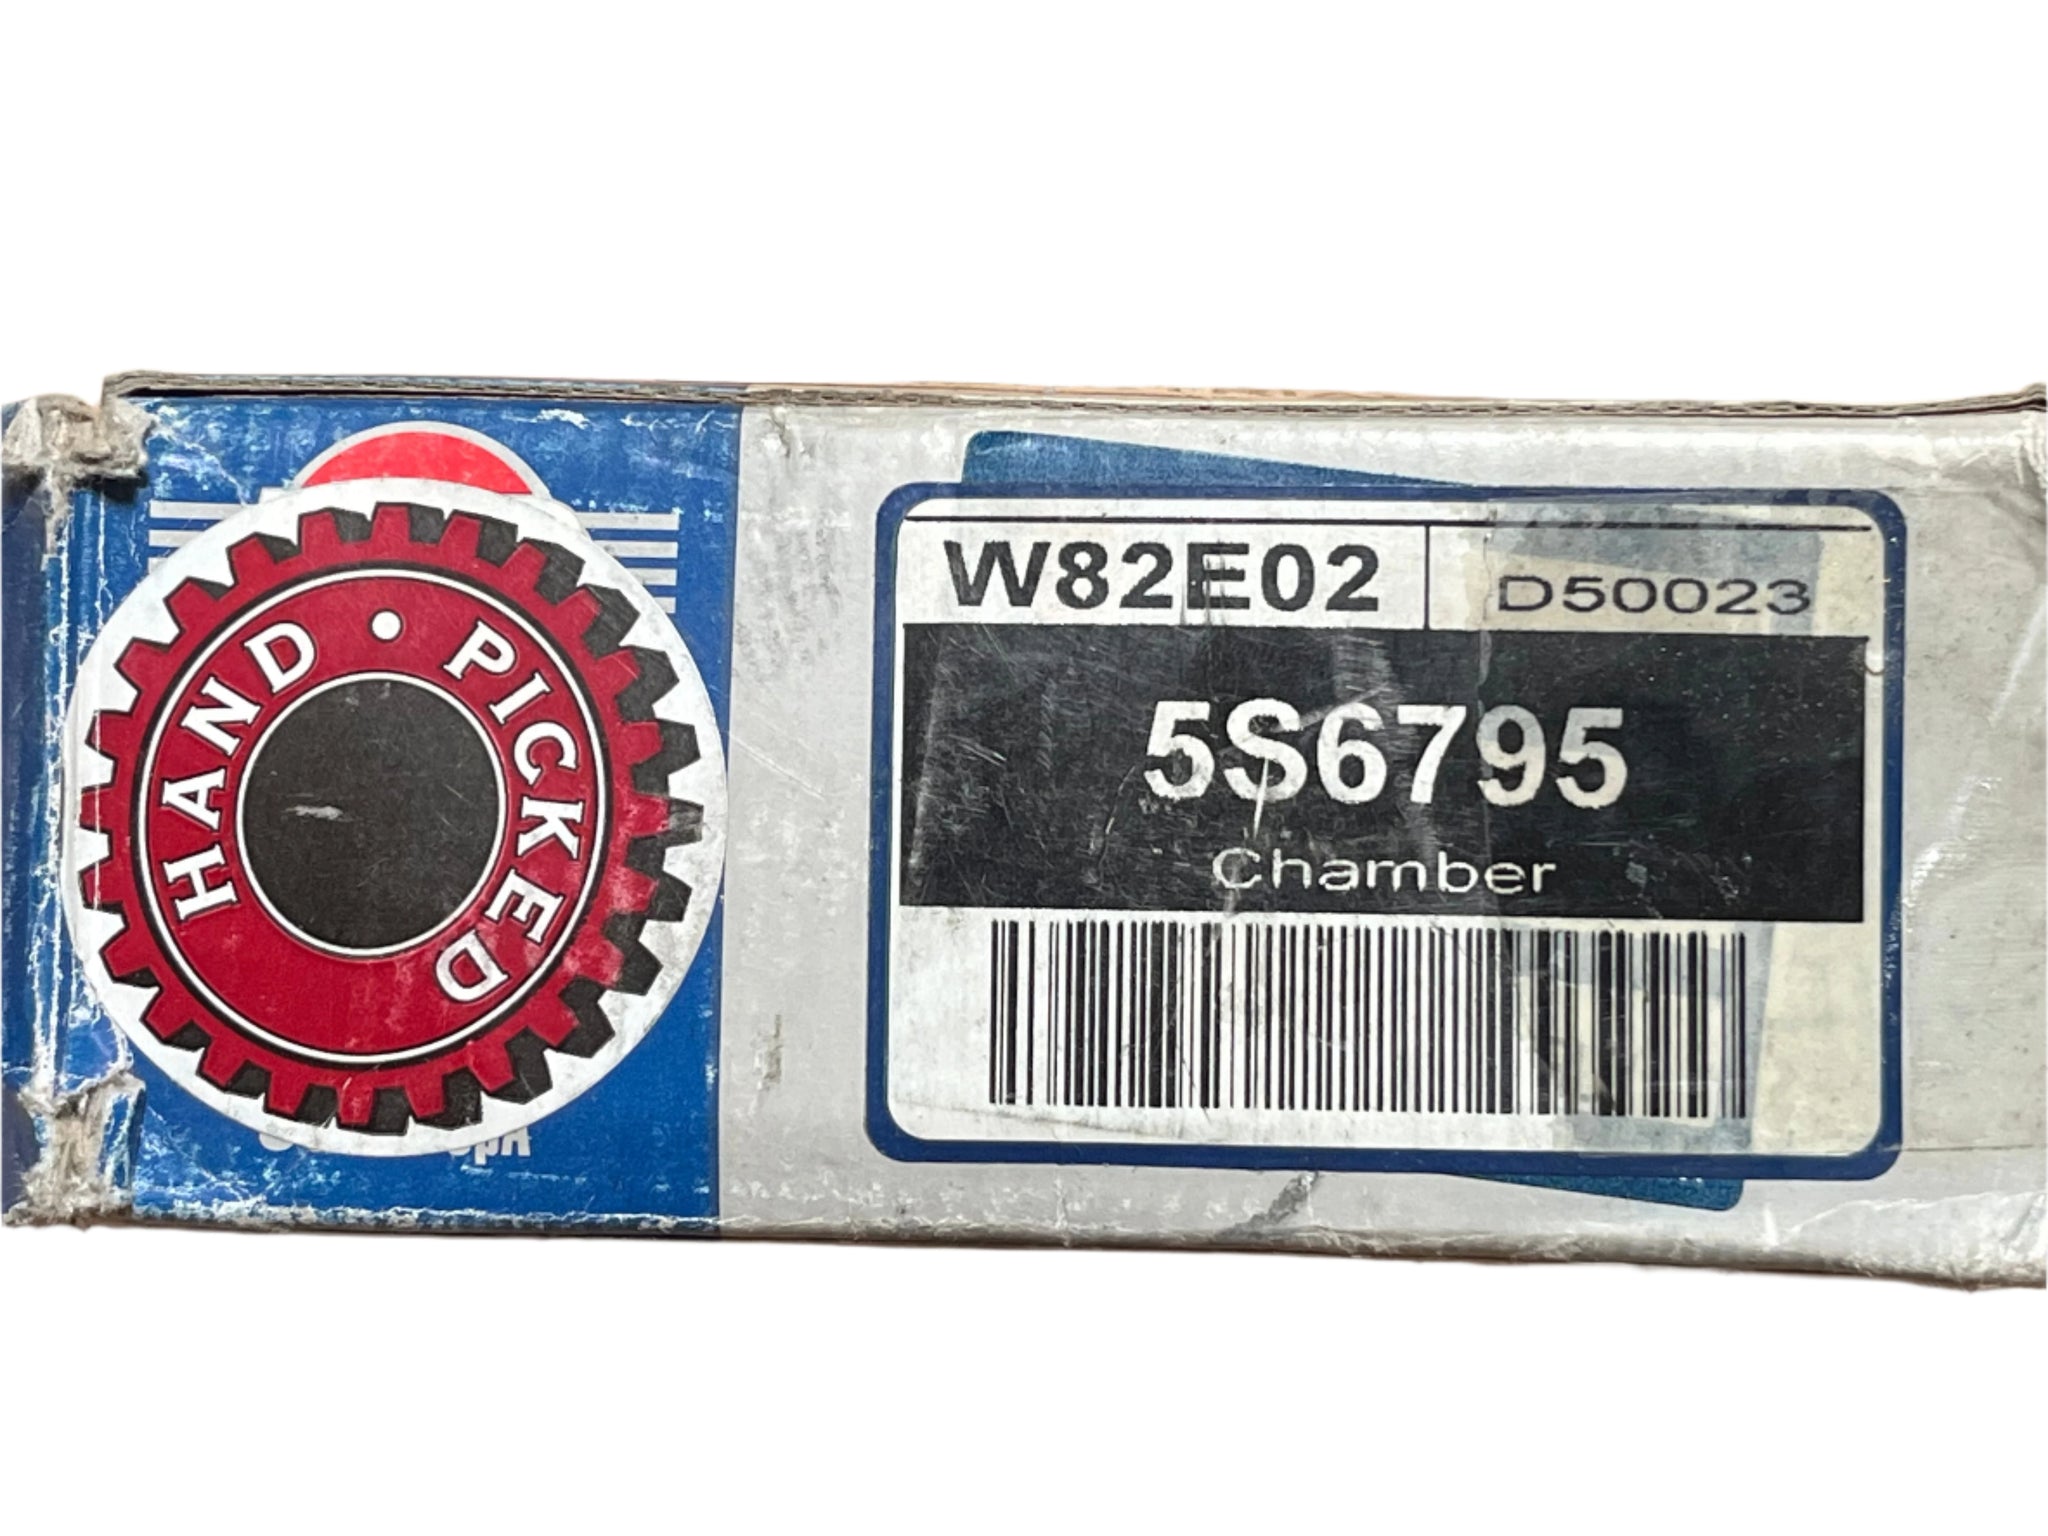 HAND • PICKED
W82E02
D50023
5S6795
Chamber